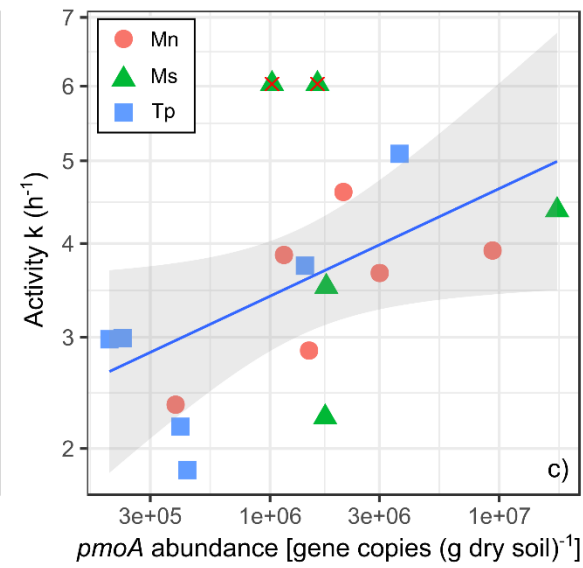 7
6
5
4
3
2
Activity k (h⁻¹)
Mn
Ms
Tp
c)
3e+05 1e+06 3e+06 1e+07
pmoA abundance [gene copies (g dry soil)⁻¹]